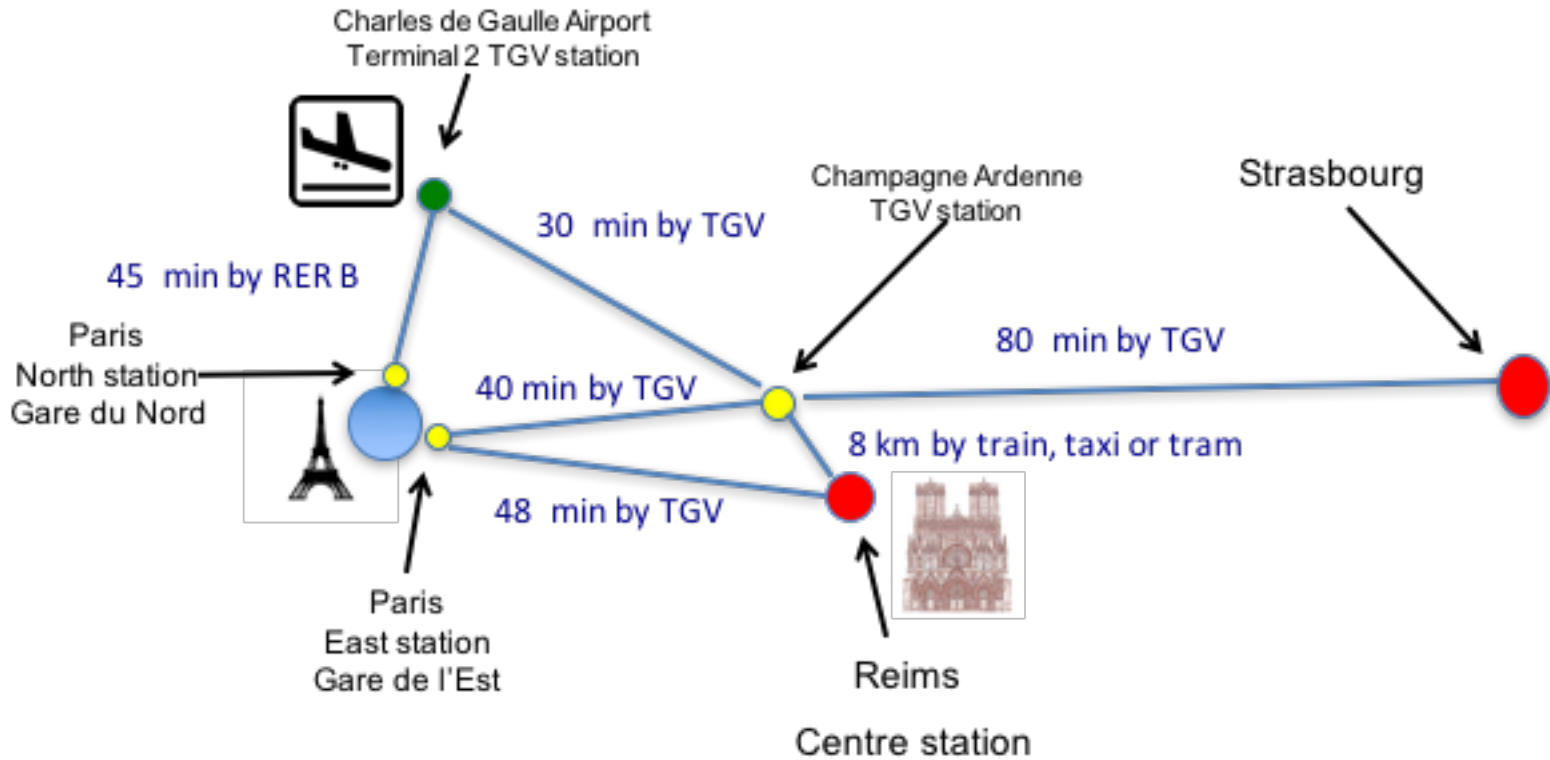 Charles de Gaulle Airport
Terminal 2 TGV station
Champagne Ardenne
TGV station
Strasbourg
30 min by TGV
45 min by RER B
Paris
North station
Gare du Nord
80 min by TGV
40 min by TGV
8 km by train, taxi or tram
48 min by TGV
Paris
East station
Gare de l'Est
Reims
Centre station